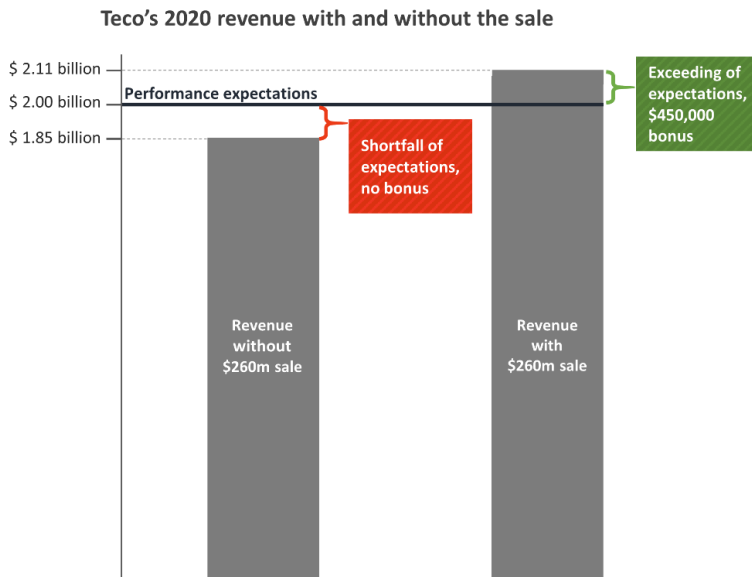 Teco's 2020 revenue with and without the sale
$ 2.11 billion
$ 2.00 billion
$ 1.85 billion
Performance expectations
Exceeding of
expectations,
$450,000
bonus
Shortfall of
expectations,
no bonus
Revenue
without
$260m sale
Revenue
with
$260m sale